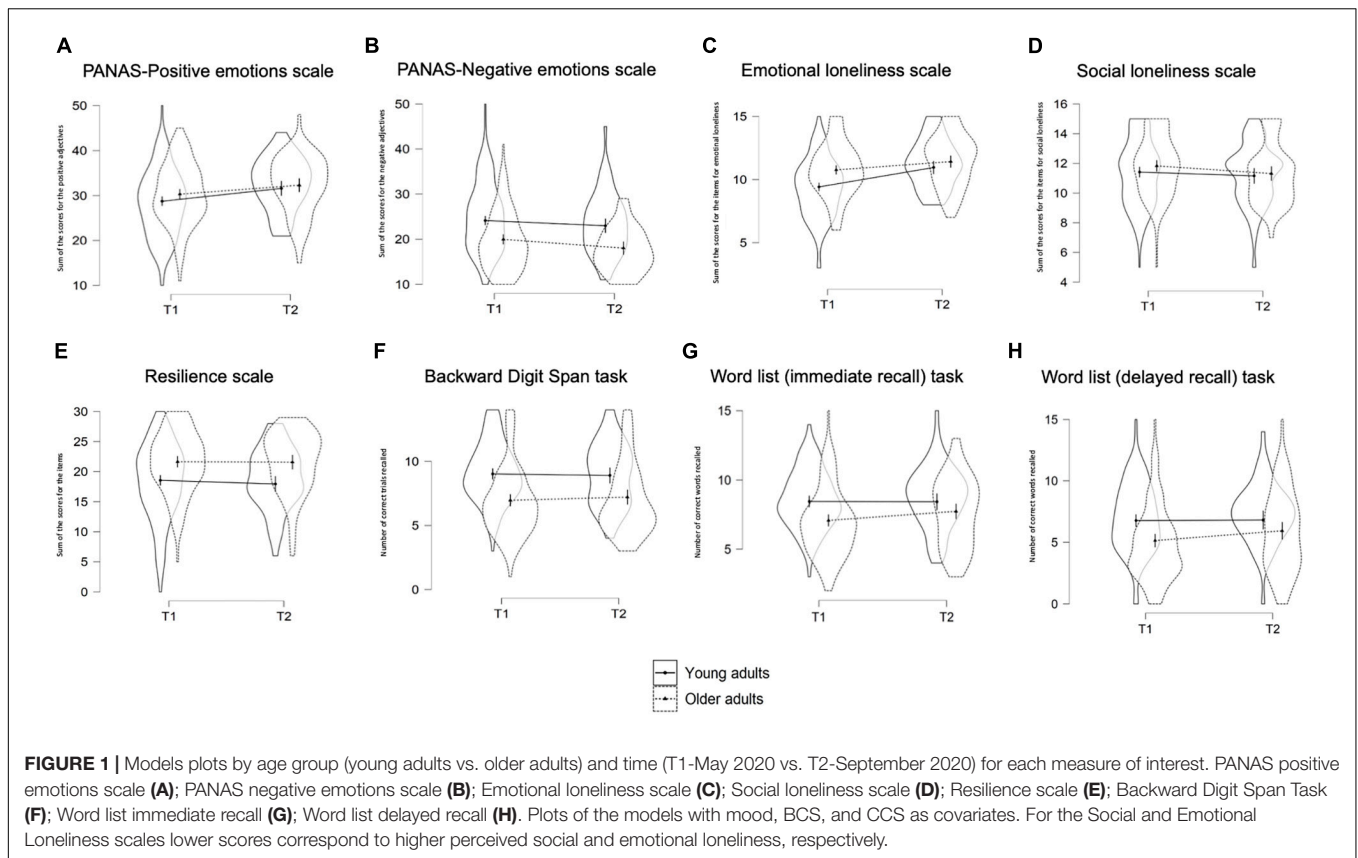 A
PANAS-Positive emotions scale
Sum of the scores for the positive adjectives
50
40
30
20
10
T1 T2
B
PANAS-Negative emotions scale
Sum of the scores for the negative adjectives
50
40
30
20
10
T1 T2
C
Emotional loneliness scale
Sum of the scores for the items for emotinal loneliness
15
10
5
T1 T2
D
Social loneliness scale
Sum of the scores for the items for social loneliness
16
14
12
10
8
6
4
T1 T2
E
Resilience scale
Sum of the scores for the items
30
25
20
15
10
5
0
T1 T2
F
Backward Digit Span task
Number of correct trials recalled
10
5
0
T1 T2
G
Word list (immediate recall) task
Number of correct words recalled
15
10
5
T1 T2
H
Word list (delayed recall) task
Number of correct words recalled
15
10
5
0
T1 T2
Young adults
Older adults
FIGURE 1 | Models plots by age group (young adults vs. older adults) and time (T1-May 2020 vs. T2-September 2020) for each measure of interest. PANAS positive
emotions scale (A); PANAS negative emotions scale (B); Emotional loneliness scale (C); Social loneliness scale (D); Resilience scale (E); Backward Digit Span Task
(F); Word list immediate recall (G); Word list delayed recall (H). Plots of the models with mood, BCS, and CCS as covariates. For the Social and Emotional
Loneliness scales lower scores correspond to higher perceived social and emotional loneliness, respectively.